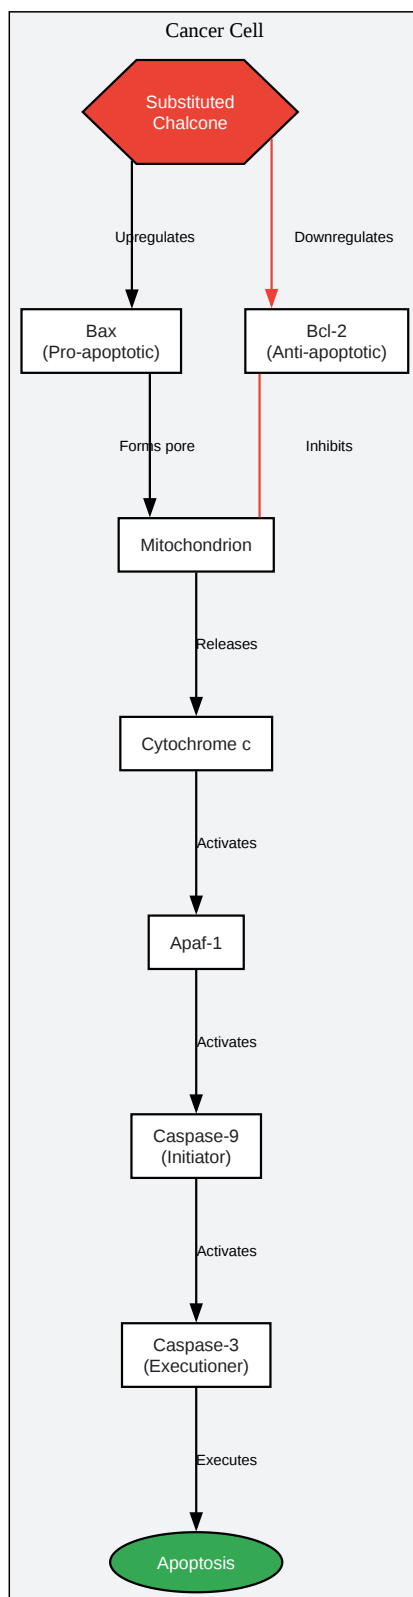 Cancer Cell
Substituted
Chalcone
Upregulates
Downregulates
Bax
(Pro-apoptotic)
Bcl-2
(Anti-apoptotic)
Forms pore
Inhibits
Mitochondrion
Releases
Cytochrome c
Activates
Apaf-1
Activates
Caspase-9
(Initiator)
Activates
Caspase-3
(Executioner)
Executes
Apoptosis